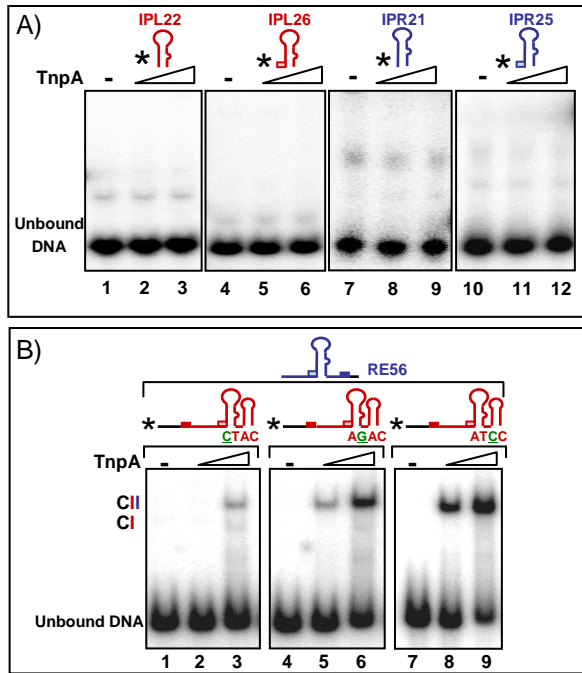 A)
IPL22 IPL26 IPR21 IPR25
* * * *
TnpA - - - -
Unbound
DNA
1 2 3 4 5 6 7 8 9 10 11 12
B)
RE56
* * *
CTAC AGAC ATCC
TnpA - - -
CII
CI
Unbound DNA
1 2 3 4 5 6 7 8 9